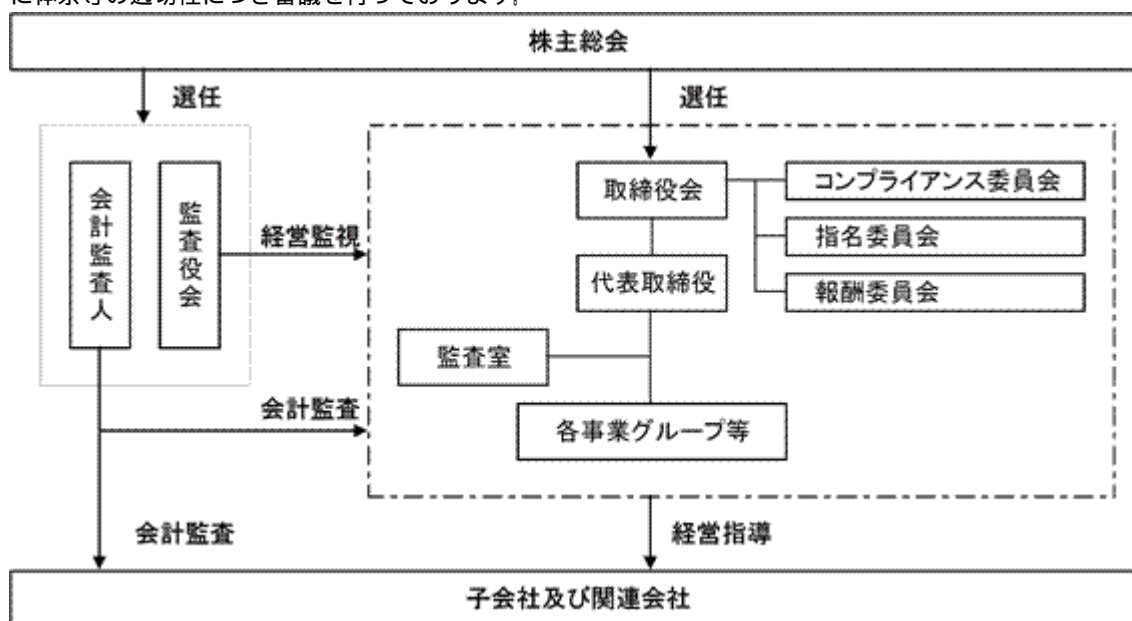 に体系等の適切性につき審議を行っております。
株主総会
選任
選任
会計監査人
監査役会
経営監視
会計監査
会計監査
取締役会
コンプライアンス委員会
指名委員会
報酬委員会
代表取締役
監査室
各事業グループ等
経営指導
子会社及び関連会社